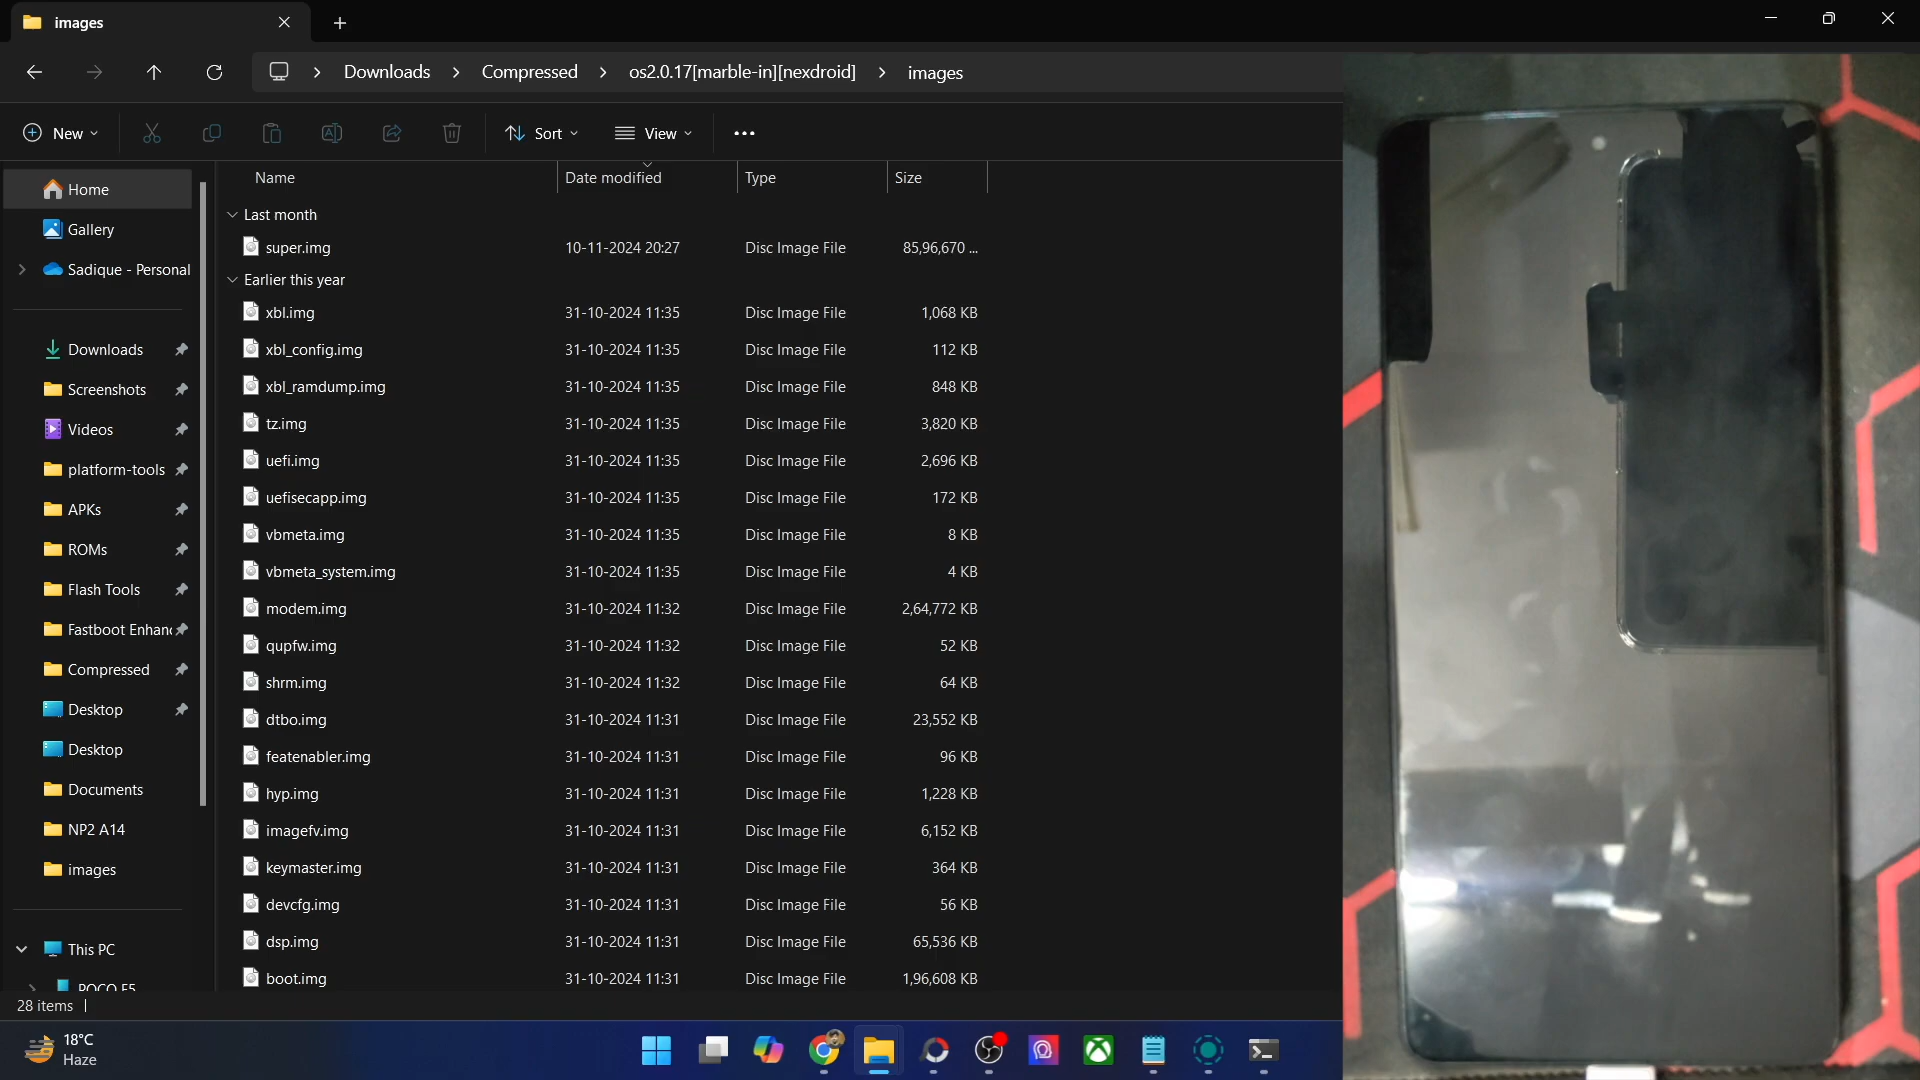 images
Downloads > Compressed > os2.0.17[marble-in][nexdroid] > images
New Sort View
Name Date modified Type Size
Last month
super.img 10-11-2024 20:27 Disc Image File 85,96,670 ...
Earlier this year
xbl.img 31-10-2024 11:35 Disc Image File 1,068 KB
xbl_config.img 31-10-2024 11:35 Disc Image File 112 KB
xbl_ramdump.img 31-10-2024 11:35 Disc Image File 848 KB
tz.img 31-10-2024 11:35 Disc Image File 3,820 KB
uefi.img 31-10-2024 11:35 Disc Image File 2,696 KB
uefisecapp.img 31-10-2024 11:35 Disc Image File 172 KB
vbmeta.img 31-10-2024 11:35 Disc Image File 8 KB
vbmeta_system.img 31-10-2024 11:35 Disc Image File 4 KB
modem.img 31-10-2024 11:32 Disc Image File 2,64,772 KB
qupfw.img 31-10-2024 11:32 Disc Image File 52 KB
shrm.img 31-10-2024 11:32 Disc Image File 64 KB
dtbo.img 31-10-2024 11:31 Disc Image File 23,552 KB
featenabler.img 31-10-2024 11:31 Disc Image File 96 KB
hyp.img 31-10-2024 11:31 Disc Image File 1,228 KB
imagefv.img 31-10-2024 11:31 Disc Image File 6,152 KB
keymaster.img 31-10-2024 11:31 Disc Image File 364 KB
devcfg.img 31-10-2024 11:31 Disc Image File 56 KB
dsp.img 31-10-2024 11:31 Disc Image File 65,536 KB
boot.img 31-10-2024 11:31 Disc Image File 1,96,608 KB
Home
Gallery
Sadique - Personal
Downloads
Screenshots
Videos
platform-tools
APKs
ROMs
Flash Tools
Fastboot Enhanc
Compressed
Desktop
Desktop
Documents
NP2 A14
images
This PC
POCO F5
28 items
18°C
Haze